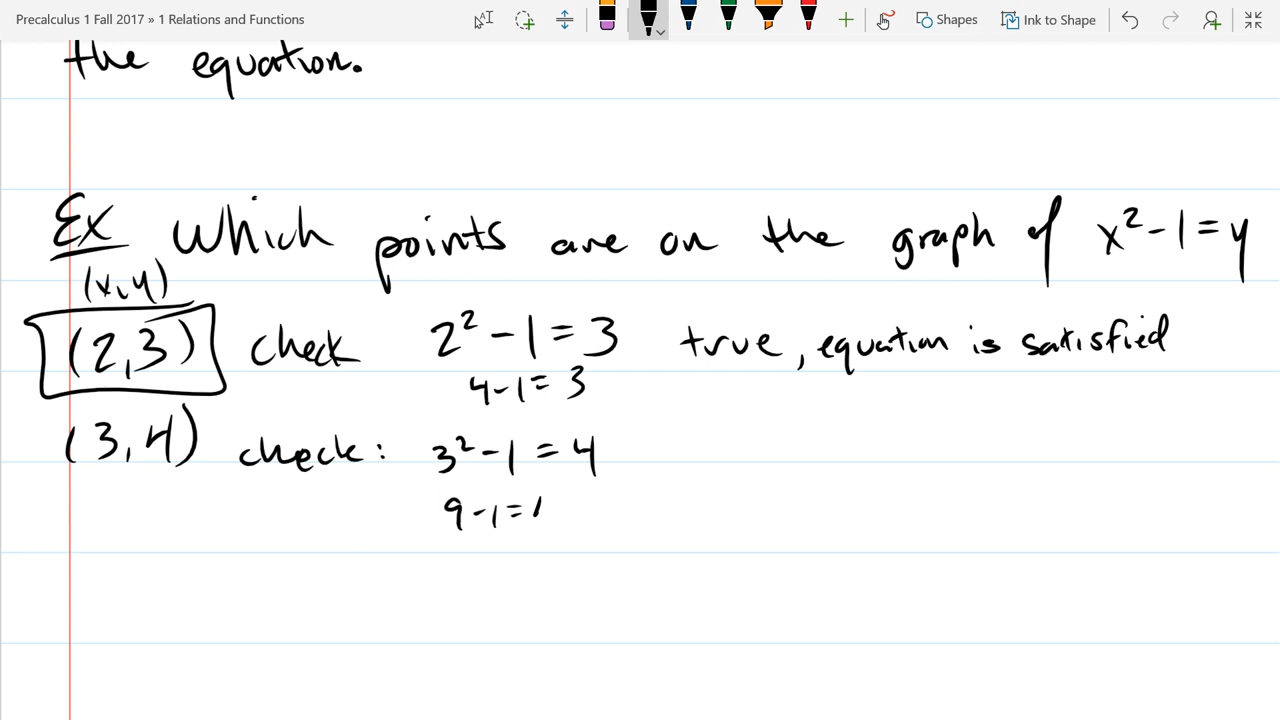 Precalculus 1 Fall 2017 » 1 Relations and Functions
Shapes
Ink to Shape
the equation.
Ex Which points are on the graph of x² - 1 = y
(x,y)
(2,3) check 2² - 1 = 3 true, equation is satisfied
4 - 1 = 3
(3,4) check: 3² - 1 = 4
9 - 1 =